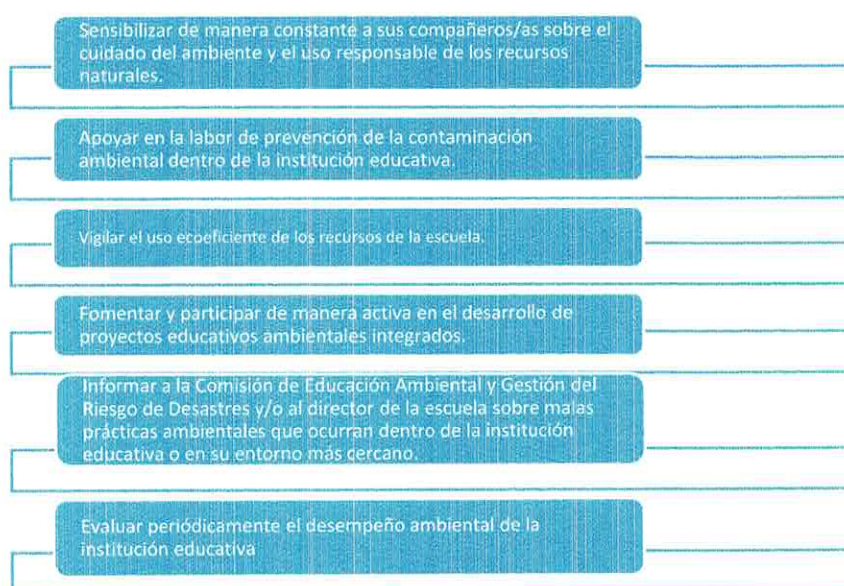 Sensibilizar de manera constante a sus compañeros/as sobre el
cuidado del ambiente y el uso responsable de los recursos
naturales.
Apoyar en la labor de prevención de la contaminación
ambiental dentro de la institución educativa.
Vigilar el uso ecoeficiente de los recursos de la escuela.
Fomentar y participar de manera activa en el desarrollo de
proyectos educativos ambientales integrados.
Informar a la Comisión de Educación Ambiental y Gestión del
Riesgo de Desastres y/o al director de la escuela sobre malas
prácticas ambientales que ocurran dentro de la institución
educativa o en su entorno más cercano.
Evaluar periódicamente el desempeño ambiental de la
institución educativa